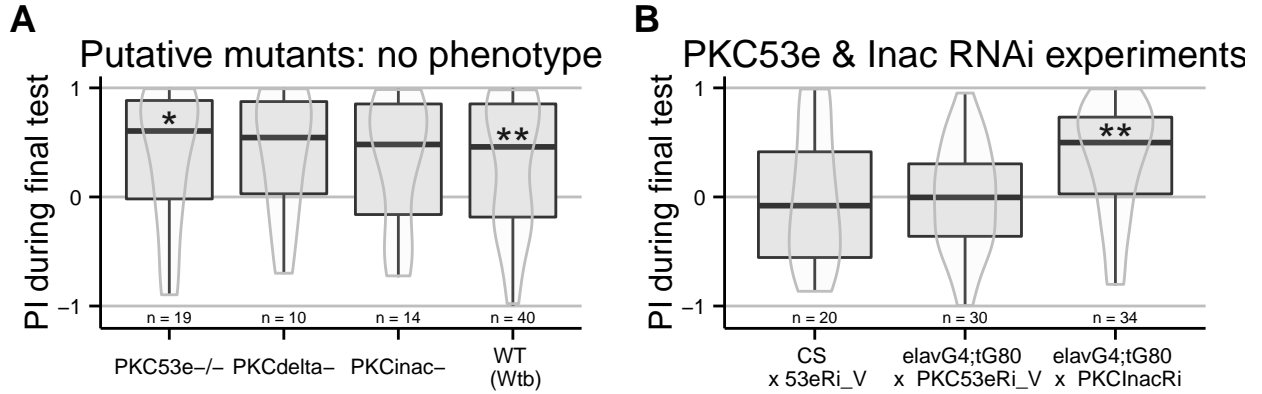 A
Putative mutants: no phenotype
PI during final test
1
0
−1
*
**
n = 19
n = 10
n = 14
n = 40
PKC53e−/−
PKCdelta−
PKCinac−
WT
(Wtb)
B
PKC53e & Inac RNAi experiments
PI during final test
1
0
−1
**
n = 20
n = 30
n = 34
CS
x 53eRi_V
elavG4;tG80
x PKC53eRi_V
elavG4;tG80
x PKCInacRi